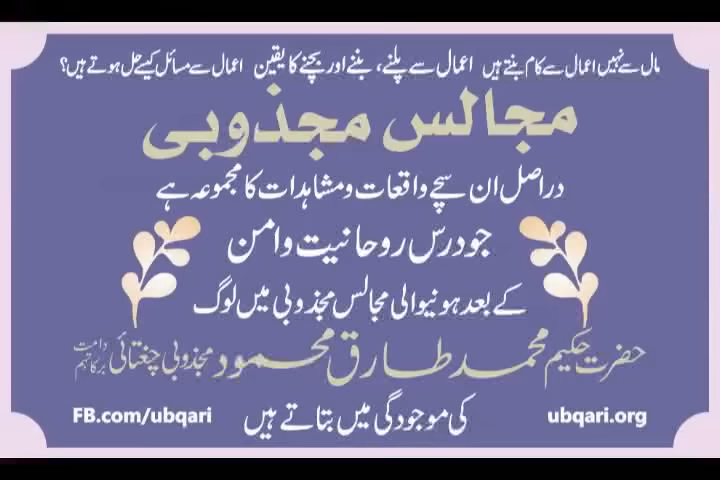 مال سے نہیں اعمال سے کام بنتے ہیں اعمال سے پلنے، بننے اور بچنے کا یقین اعمال سے مسائل کیسے حل ہوتے ہیں؟
مجالس مجذوبی
دراصل ان سچے واقعات و مشاہدات کا مجموعہ ہے
جو درس روحانیت و امن
کے بعد ہونیوالی مجالس مجذوبی میں لوگ
حضرت حکیم محمد طارق محمود مجذوبی چغتائی دامت برکاتہم
کی موجودگی میں بتاتے ہیں
FB.com/ubqari
ubqari.org